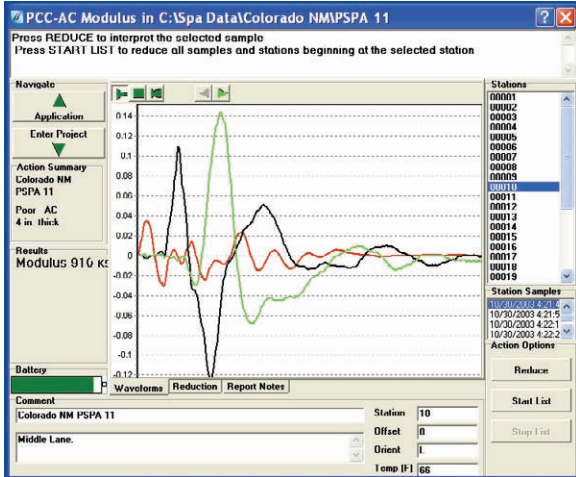 PCC-AC Modulus in C:\Spa Data\Colorado NM\PSPA 11
Press REDUCE to interpret the selected sample
Press START LIST to reduce all samples and stations beginning at the selected station
Navigate
Application
Enter Project
Action Summary
Colorado NM
PSPA 11
Poor AC
4 in. thick
Results
Modulus 910 KS
Battery
0.14
0.12
0.1
0.08
0.06
0.04
0.02
0
-0.02
-0.04
-0.06
-0.08
-0.1
-0.12
Waveforms
Reduction
Report Notes
Stations
00001
00002
00003
00004
00005
00006
00007
00008
00009
00010
00011
00012
00013
00014
00015
00016
00017
00018
00019
Station Samples
10/30/2003 4:21:4
10/30/2003 4:21:5
10/30/2003 4:22:1
10/30/2003 4:22:2
Action Options
Reduce
Start List
Stop List
Comment
Colorado NM PSPA 11
Middle Lane.
Station 10
Offset 0
Orient L
Temp [F] 66